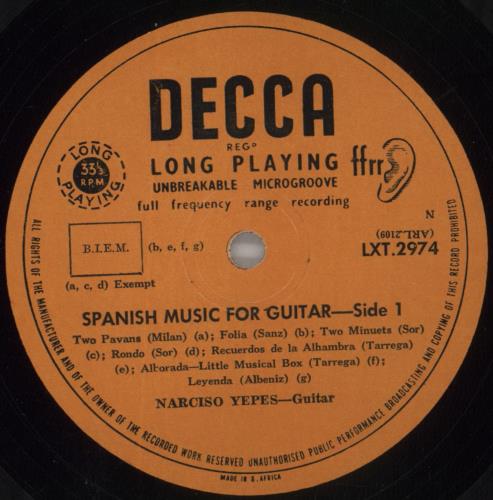 DECCA
REGD
LONG PLAYING
33⅓
R.P.M.
LONG PLAYING ffrr
UNBREAKABLE MICROGROOVE
full frequency range recording
N
(ARL.2109)
LXT.2974
B.I.E.M.
(b, e, f, g)
(a, c, d) Exempt
SPANISH MUSIC FOR GUITAR—Side 1
Two Pavans (Milan) (a); Folia (Sanz) (b); Two Minuets (Sor)
(c); Rondo (Sor) (d); Recuerdos de la Alhambra (Tarrega)
(e); Alborada—Little Musical Box (Tarrega) (f);
Leyenda (Albeniz) (g)
NARCISO YEPES—Guitar
ALL RIGHTS OF THE MANUFACTURER AND OF THE OWNER OF THE RECORDED WORK RESERVED UNAUTHORISED PUBLIC PERFORMANCE BROADCASTING AND COPYING OF THIS RECORD PROHIBITED
MADE IN S. AFRICA